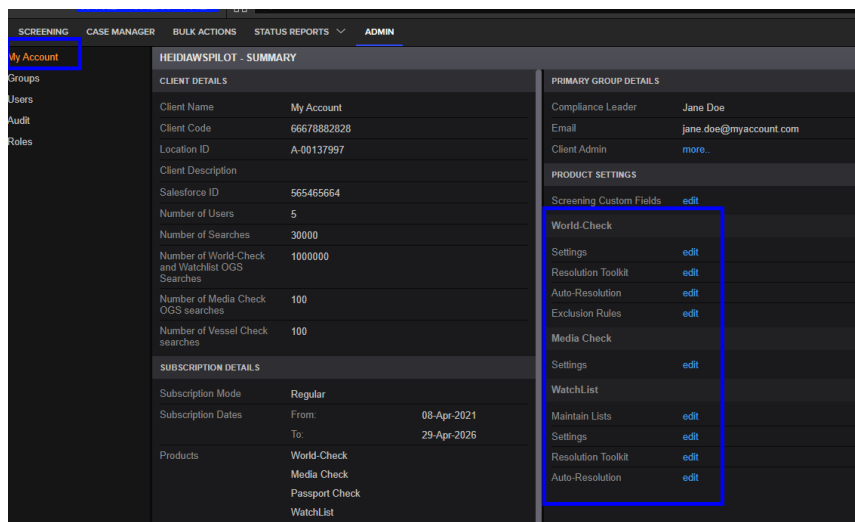 SCREENING CASE MANAGER BULK ACTIONS STATUS REPORTS ADMIN
My Account
Groups
Users
Audit
Roles
HEIDIAWSPILOT - SUMMARY
CLIENT DETAILS
Client Name My Account
Client Code 66678882828
Location ID A-00137997
Client Description
Salesforce ID 565465664
Number of Users 5
Number of Searches 30000
Number of World-Check 1000000
and Watchlist OGS
Searches
Number of Media Check 100
OGS searches
Number of Vessel Check 100
searches
SUBSCRIPTION DETAILS
Subscription Mode Regular
Subscription Dates From: 08-Apr-2021
To: 29-Apr-2026
Products World-Check
Media Check
Passport Check
WatchList
PRIMARY GROUP DETAILS
Compliance Leader Jane Doe
Email jane.doe@myaccount.com
Client Admin more..
PRODUCT SETTINGS
Screening Custom Fields edit
World-Check
Settings edit
Resolution Toolkit edit
Auto-Resolution edit
Exclusion Rules edit
Media Check
Settings edit
WatchList
Maintain Lists edit
Settings edit
Resolution Toolkit edit
Auto-Resolution edit